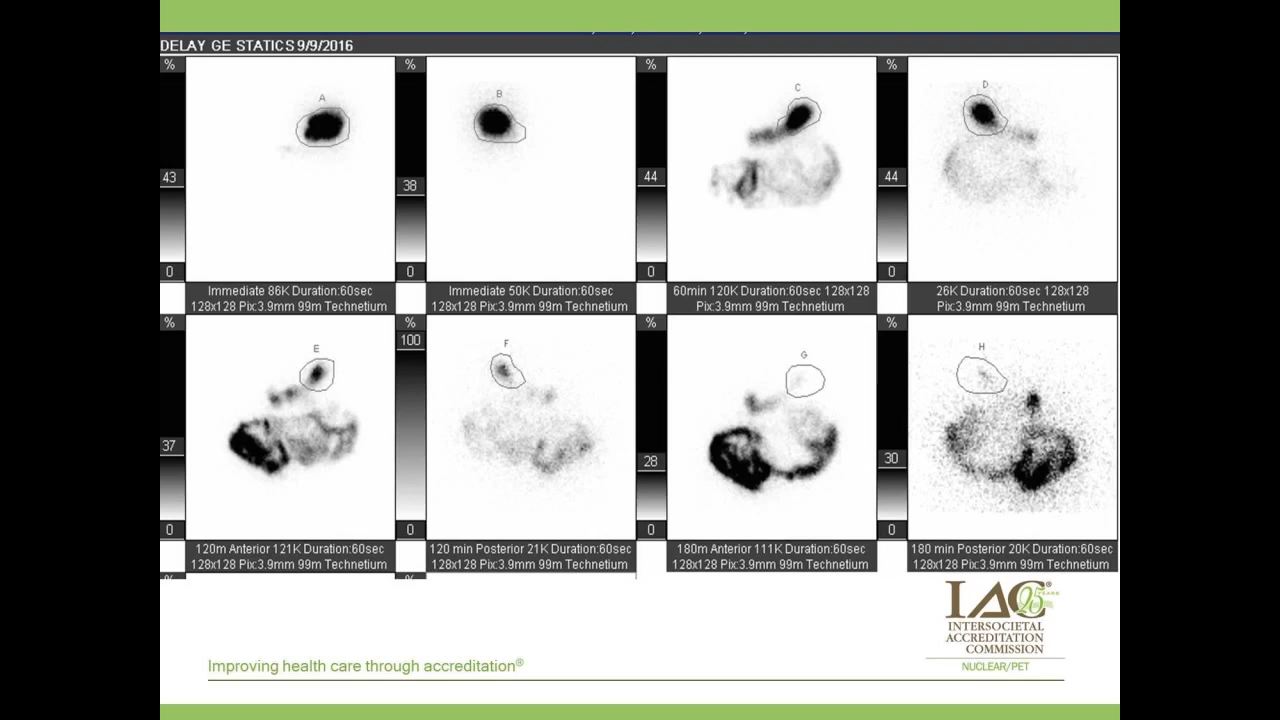 DELAY GE STATICS 9/9/2016
% % % %
A B C D
43 38 44 44
0 0 0 0
Immediate 86K Duration:60sec
128x128 Pix:3.9mm 99m Technetium
Immediate 50K Duration:60sec
128x128 Pix:3.9mm 99m Technetium
60min 120K Duration:60sec 128x128
Pix:3.9mm 99m Technetium
26K Duration:60sec 128x128
Pix:3.9mm 99m Technetium
% % % %
E F G H
37 100 28 30
0 0 0 0
120m Anterior 121K Duration:60sec
128x128 Pix:3.9mm 99m Technetium
120 min Posterior 21K Duration:60sec
128x128 Pix:3.9mm 99m Technetium
180m Anterior 111K Duration:60sec
128x128 Pix:3.9mm 99m Technetium
180 min Posterior 20K Duration:60sec
128x128 Pix:3.9mm 99m Technetium
% %
IAC®
25 YEARS
INTERSOCIETAL
ACCREDITATION
COMMISSION
NUCLEAR/PET
Improving health care through accreditation®